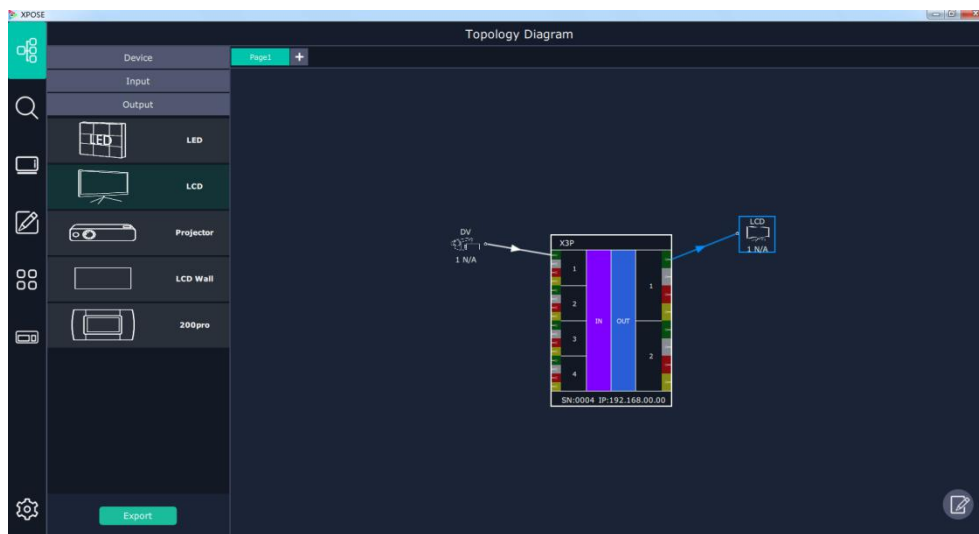 XPOSE
Topology Diagram
Device
Page1 +
Input
Output
LED LED
LCD
Projector
LCD Wall
200pro
Export
DV
1 N/A
LCD
1 N/A
X3P
1
2
3
4
IN
OUT
1
2
SN:0004 IP:192.168.00.00